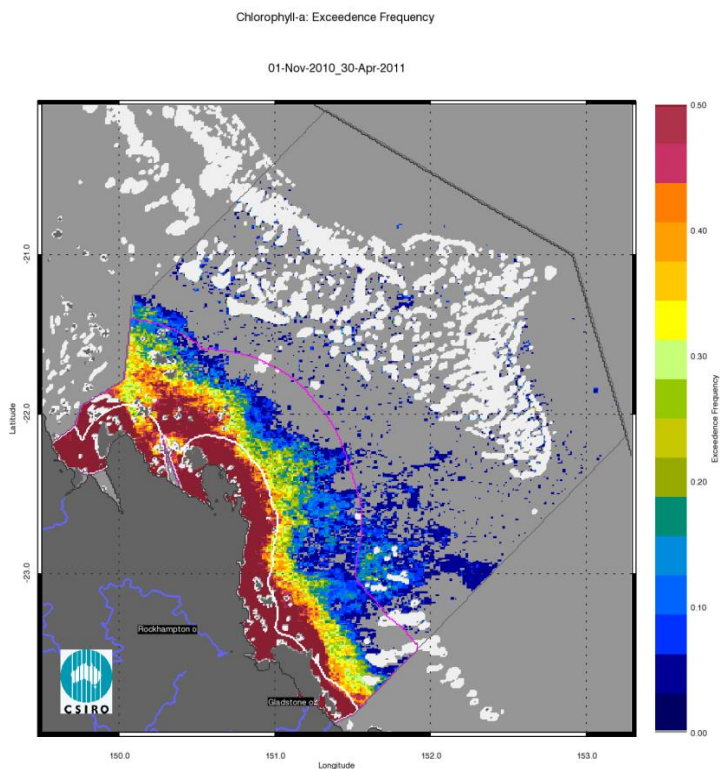 Chlorophyll-a: Exceedence Frequency
01-Nov-2010_30-Apr-2011
0.50
0.40
0.30
0.20
0.10
0.00
Exceedence Frequency
-21.0
-22.0
-23.0
Latitude
Rockhampton o
Gladstone o
CSIRO
150.0 151.0 152.0 153.0
Longitude